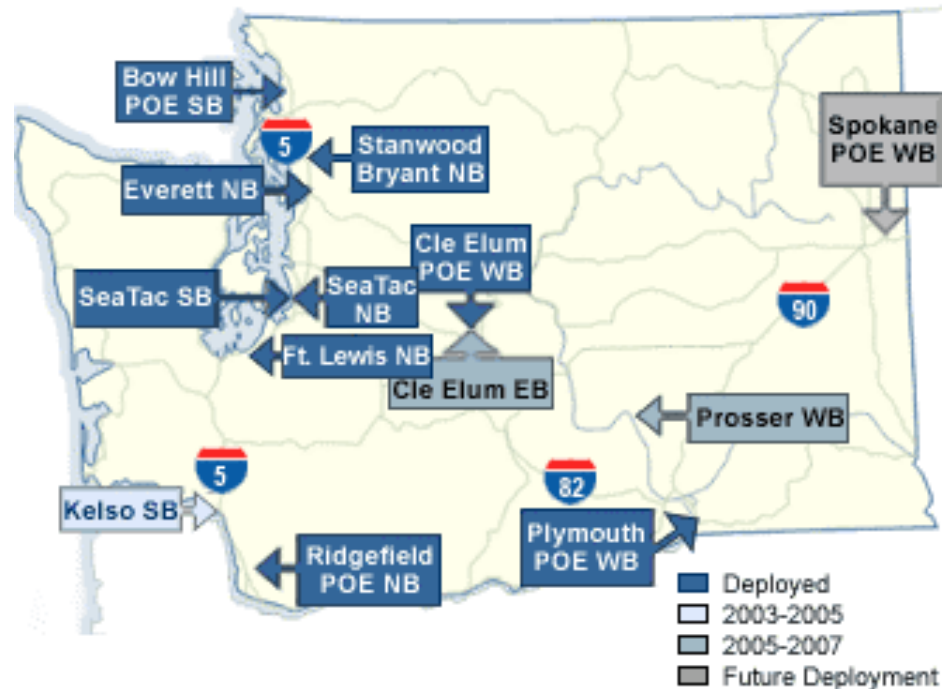 Bow Hill
POE SB
5
Stanwood
Bryant NB
Spokane
POE WB
Everett NB
Cle Elum
POE WB
SeaTac SB
SeaTac
NB
90
Ft. Lewis NB
Cle Elum EB
Prosser WB
5
82
Kelso SB
Plymouth
POE WB
Ridgefield
POE NB
Deployed
2003-2005
2005-2007
Future Deployment